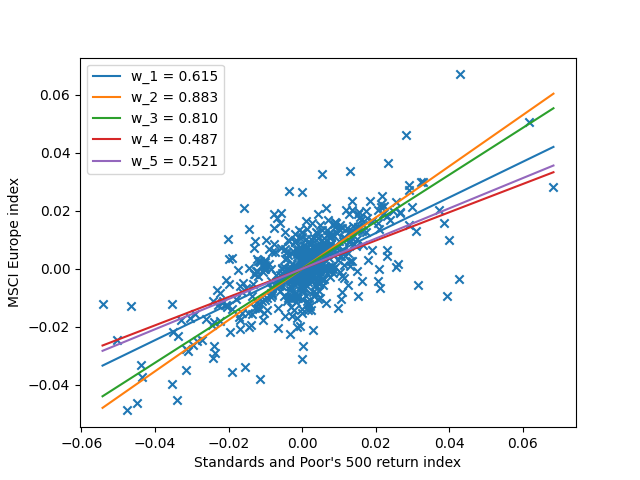 w_1 = 0.615
w_2 = 0.883
w_3 = 0.810
w_4 = 0.487
w_5 = 0.521
0.06
0.04
0.02
0.00
−0.02
−0.04
MSCI Europe index
−0.06 −0.04 −0.02 0.00 0.02 0.04 0.06
Standards and Poor's 500 return index